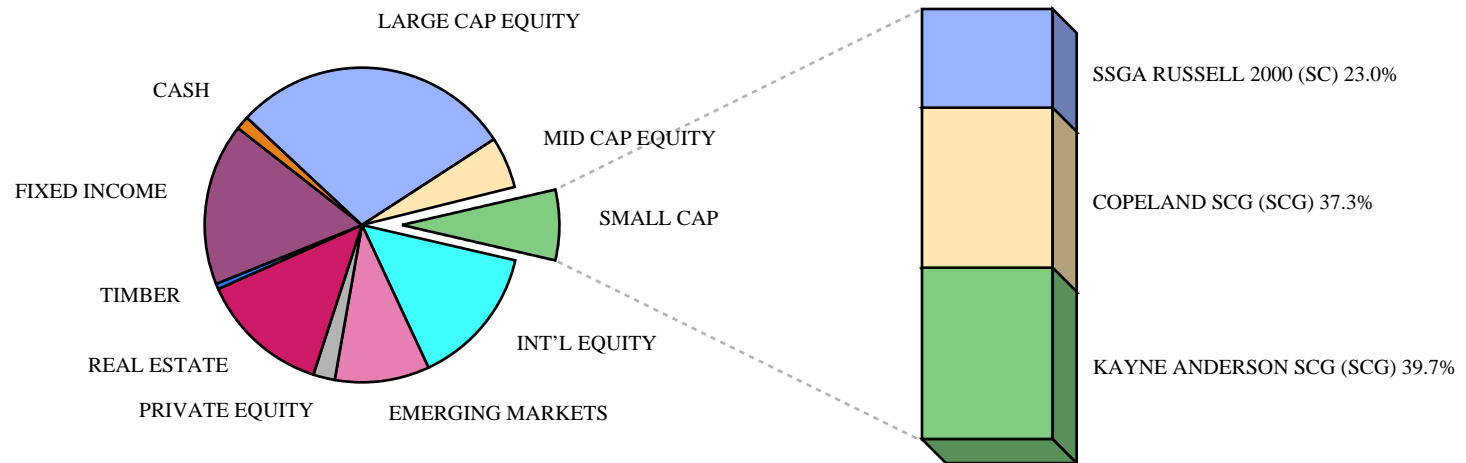 LARGE CAP EQUITY
CASH
MID CAP EQUITY
FIXED INCOME
SMALL CAP
TIMBER
INT'L EQUITY
REAL ESTATE
PRIVATE EQUITY
EMERGING MARKETS
SSGA RUSSELL 2000 (SC) 23.0%
COPELAND SCG (SCG) 37.3%
KAYNE ANDERSON SCG (SCG) 39.7%